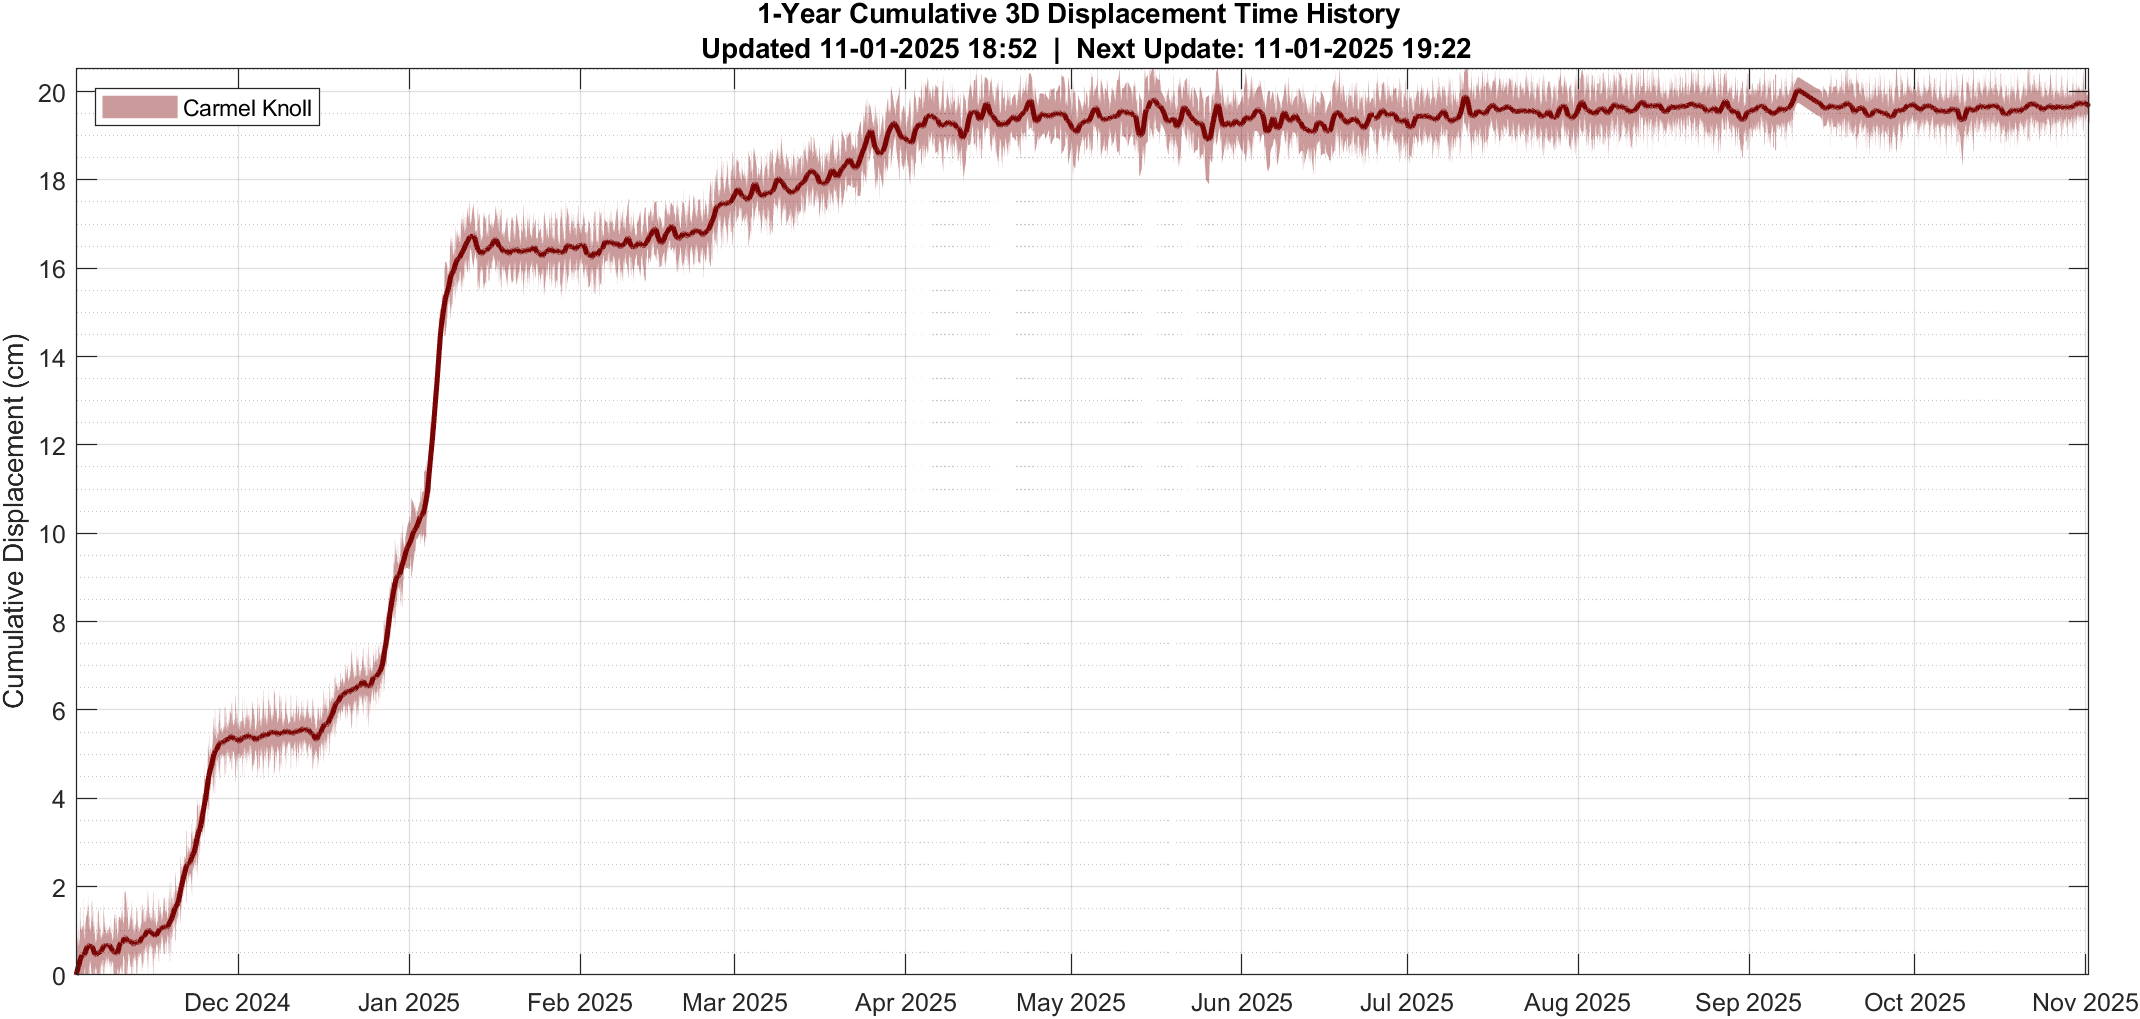 1-Year Cumulative 3D Displacement Time History
Updated 11-01-2025 18:52 | Next Update: 11-01-2025 19:22
Carmel Knoll
Cumulative Displacement (cm)
20
18
16
14
12
10
8
6
4
2
0
Dec 2024 Jan 2025 Feb 2025 Mar 2025 Apr 2025 May 2025 Jun 2025 Jul 2025 Aug 2025 Sep 2025 Oct 2025 Nov 2025